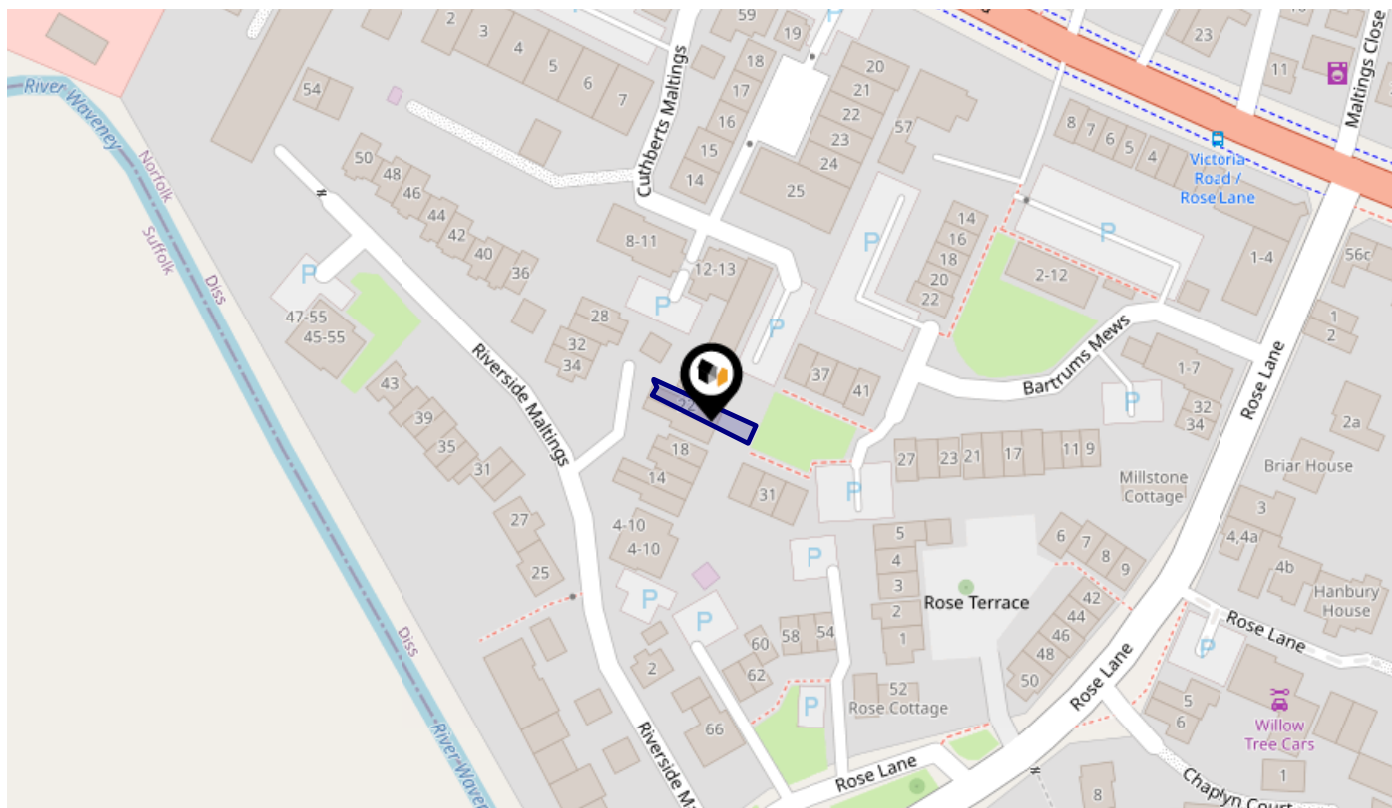 2
3
4
5
6
7
59
19
P
18
17
16
15
14
20
21
22
23
24
25
57
23
11
Maltings Close
Cuthberts Maltings
54
River Waveney
Norfolk
Suffolk
Diss
50
48
46
44
42
40
36
8
7
6
5
4
Victoria
Road /
Rose Lane
P
P
14
16
18
20
22
2-12
1-4
56c
8-11
12-13
P
P
P
47-55
45-55
28
32
34
1
2
Riverside Maltings
22
37
41
Bartrums Mews
1-7
32
34
P
Rose Lane
2a
43
39
35
31
18
14
31
P
27
23
21
17
11
9
Millstone
Cottage
Briar House
3
4,4a
4b
27
25
4-10
4-10
P
P
P
5
4
3
2
1
6
7
8
9
Rose Terrace
42
44
46
48
50
Hanbury
House
Rose Lane
P
Diss
2
60
58
54
62
66
P
52
Rose Cottage
Rose Lane
5
6
Willow
Tree Cars
1
River Waveney
Rose Lane
8
Chaplyn Court